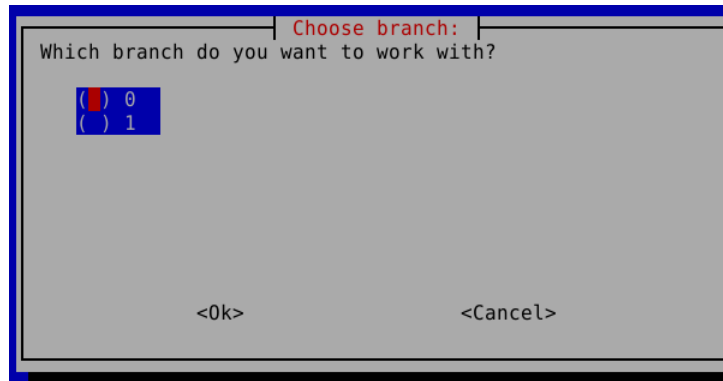 Choose branch:
Which branch do you want to work with?
( ) 0
( ) 1
<Ok> <Cancel>